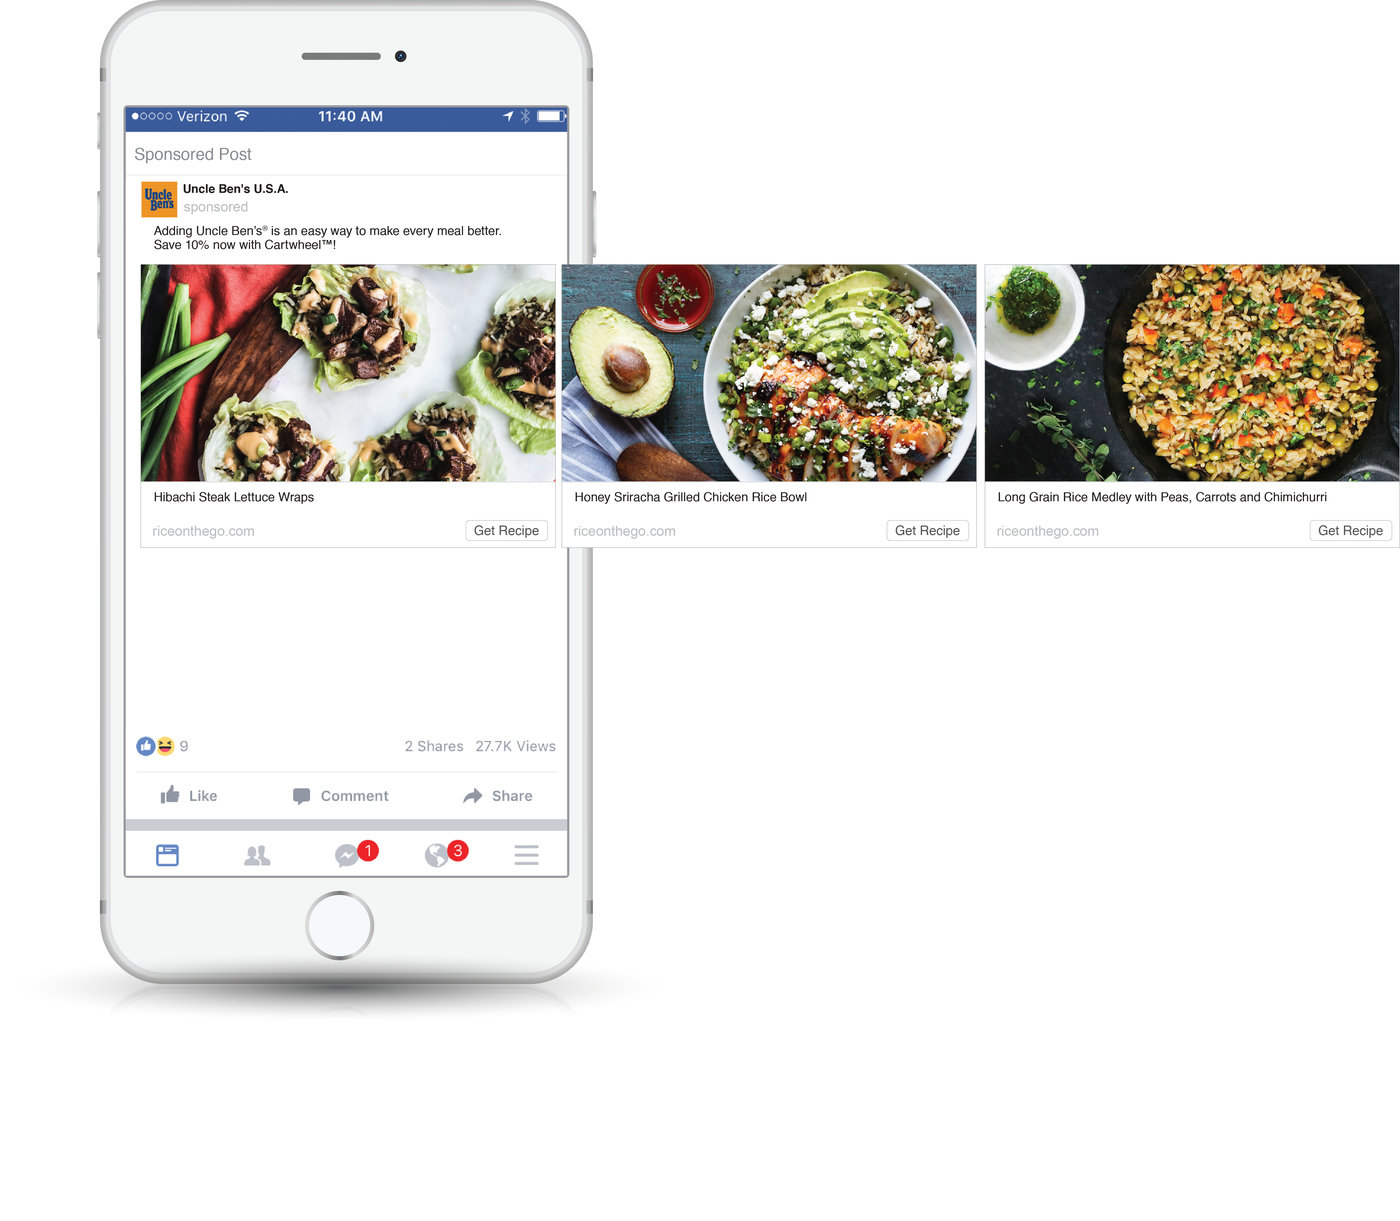 Verizon 11:40 AM
Sponsored Post
Uncle Ben's
Uncle Ben's U.S.A.
sponsored
Adding Uncle Ben's® is an easy way to make every meal better.
Save 10% now with Cartwheel™!
Hibachi Steak Lettuce Wraps
riceonthego.com Get Recipe
Honey Sriracha Grilled Chicken Rice Bowl
riceonthego.com Get Recipe
Long Grain Rice Medley with Peas, Carrots and Chimichurri
riceonthego.com Get Recipe
9 2 Shares 27.7K Views
Like Comment Share
1 3